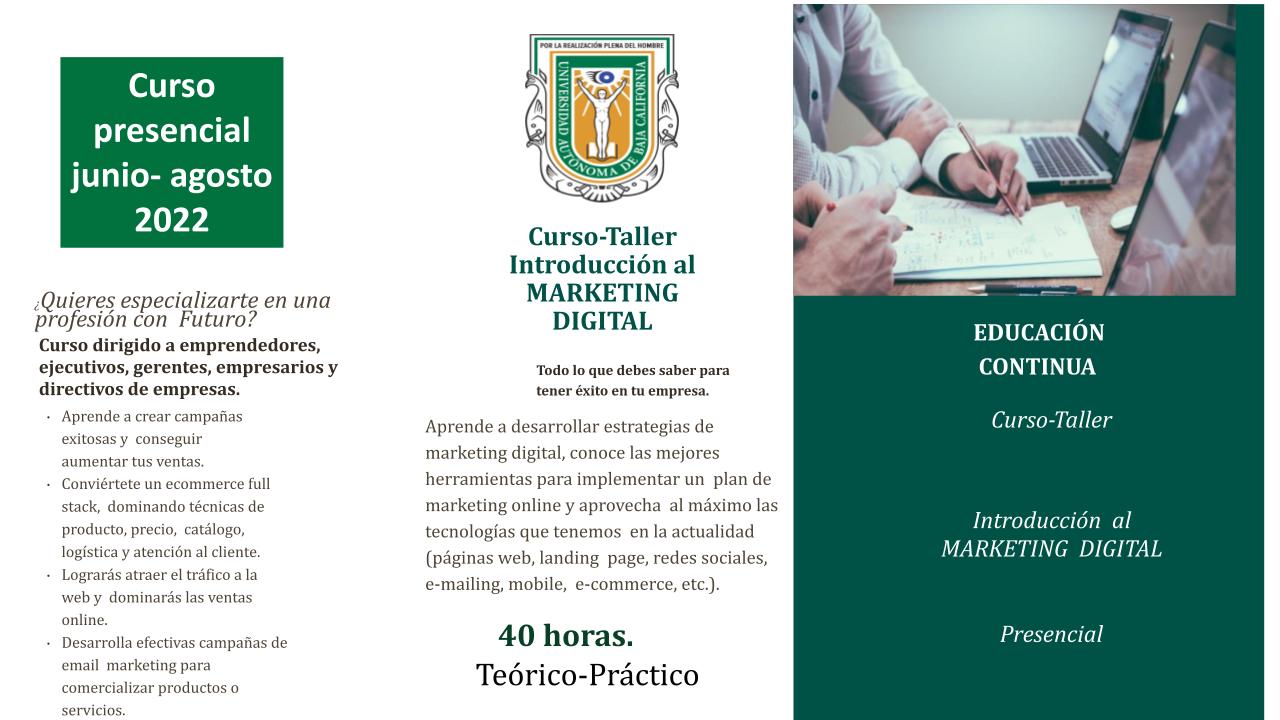 Curso
presencial
junio- agosto
2022
¿Quieres especializarte en una
profesión con Futuro?
Curso dirigido a emprendedores,
ejecutivos, gerentes, empresarios y
directivos de empresas.
· Aprende a crear campañas
exitosas y conseguir
aumentar tus ventas.
· Conviértete un ecommerce full
stack, dominando técnicas de
producto, precio, catálogo,
logística y atención al cliente.
· Lograrás atraer el tráfico a la
web y dominarás las ventas
online.
· Desarrolla efectivas campañas de
email marketing para
comercializar productos o
servicios.
POR LA REALIZACIÓN PLENA DEL HOMBRE
UNIVERSIDAD AUTÓNOMA DE BAJA CALIFORNIA
Curso-Taller
Introducción al
MARKETING
DIGITAL
Todo lo que debes saber para
tener éxito en tu empresa.
Aprende a desarrollar estrategias de
marketing digital, conoce las mejores
herramientas para implementar un plan de
marketing online y aprovecha al máximo las
tecnologías que tenemos en la actualidad
(páginas web, landing page, redes sociales,
e-mailing, mobile, e-commerce, etc.).
40 horas.
Teórico-Práctico
EDUCACIÓN
CONTINUA
Curso-Taller
Introducción al
MARKETING DIGITAL
Presencial